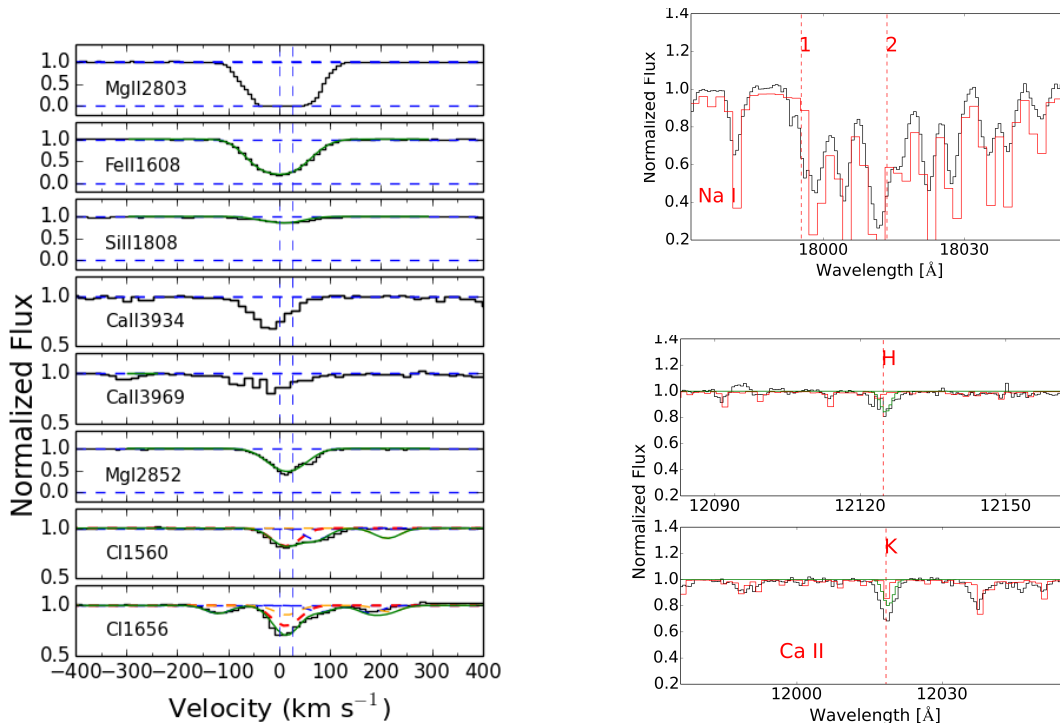 Normalized Flux
1.0
0.5
0.0
MgII2803
1.0
0.5
0.0
FeII1608
1.0
0.5
0.0
SiII1808
1.0
0.5
CaII3934
1.0
0.5
CaII3969
1.0
0.5
0.0
MgI2852
1.0
0.5
CI1560
1.0
0.5
CI1656
−400 −300 −200 −100 0 100 200 300 400
Velocity (km s⁻¹)
Normalized Flux
1.4
1.2
1.0
0.8
0.6
0.4
0.2
1
2
Na I
18000 18030
Wavelength [Å]
Normalized Flux
1.4
1.2
1.0
0.8
0.6
0.4
0.2
H
12090 12120 12150
1.4
1.2
1.0
0.8
0.6
0.4
0.2
K
Ca II
12000 12030
Wavelength [Å]